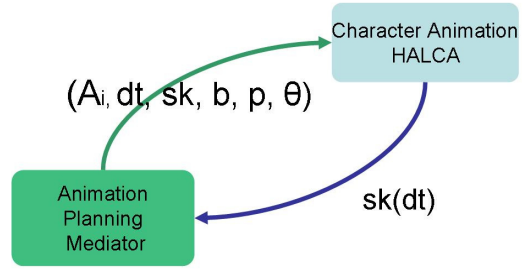 Character Animation
HALCA
(Ai, dt, sk, b, p, θ)
Animation
Planning
Mediator
sk(dt)